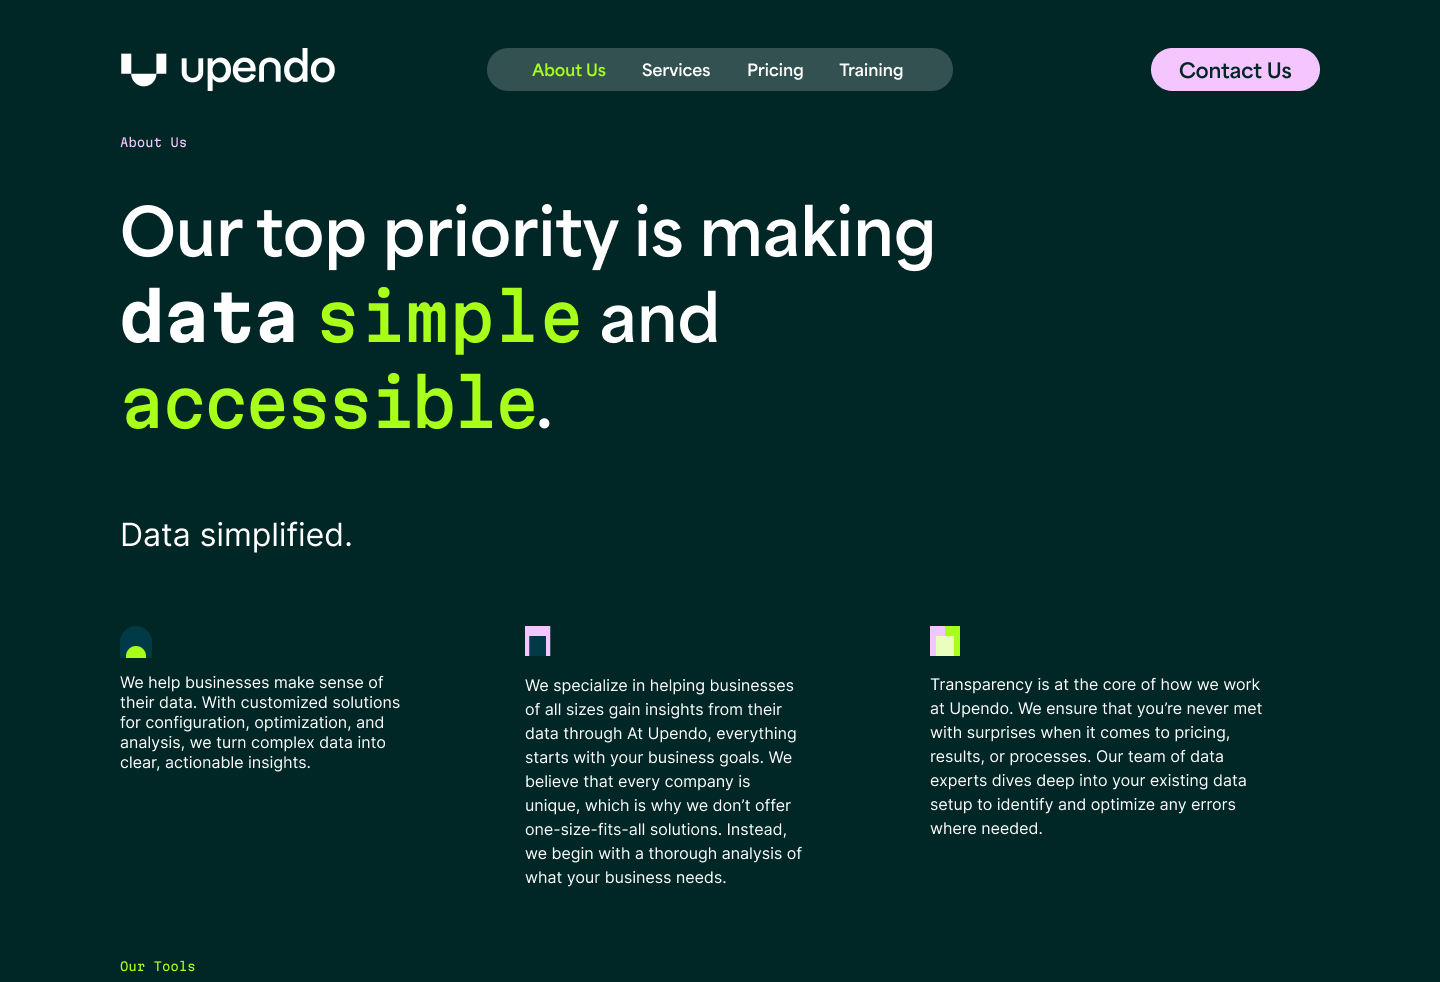 upendo
About Us
Services
Pricing
Training
Contact Us
About Us
Our top priority is making
data simple and
accessible.
Data simplified.
We help businesses make sense of
their data. With customized solutions
for configuration, optimization, and
analysis, we turn complex data into
clear, actionable insights.
We specialize in helping businesses
of all sizes gain insights from their
data through At Upendo, everything
starts with your business goals. We
believe that every company is
unique, which is why we don’t offer
one-size-fits-all solutions. Instead,
we begin with a thorough analysis of
what your business needs.
Transparency is at the core of how we work
at Upendo. We ensure that you’re never met
with surprises when it comes to pricing,
results, or processes. Our team of data
experts dives deep into your existing data
setup to identify and optimize any errors
where needed.
Our Tools